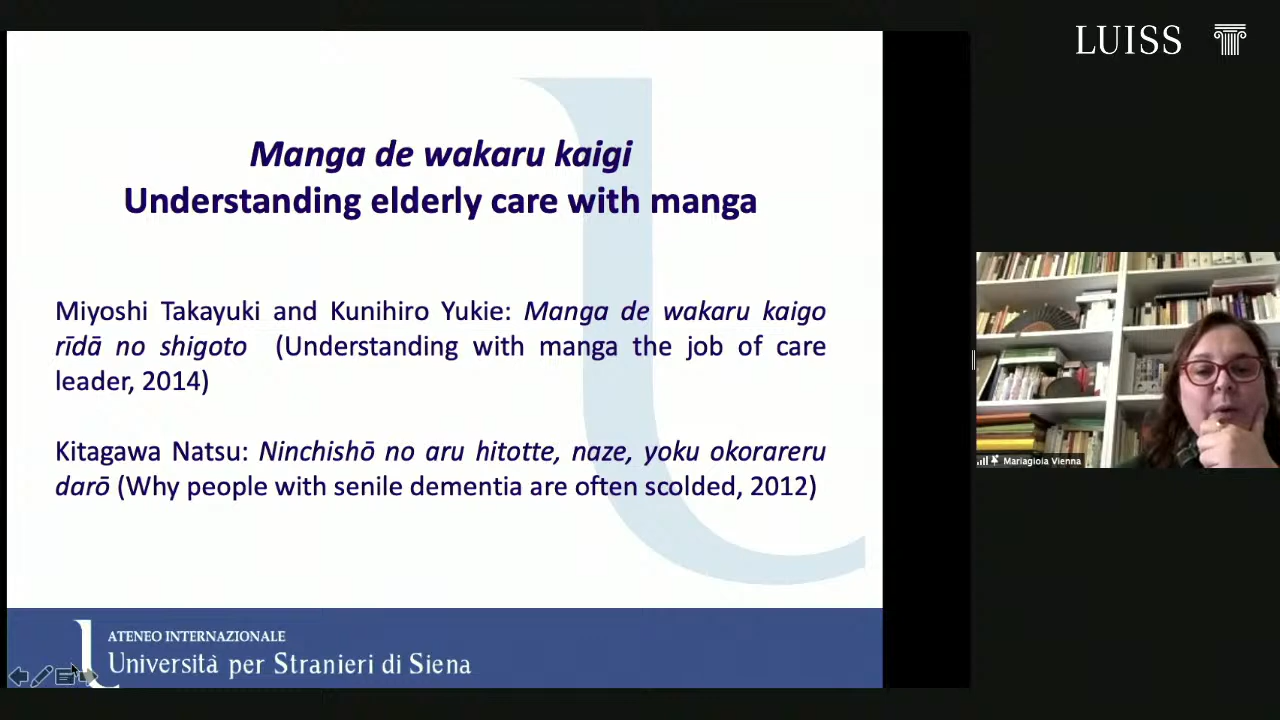 LUISS
Manga de wakaru kaigi
Understanding elderly care with manga
Miyoshi Takayuki and Kunihiro Yukie: Manga de wakaru kaigo
rīdā no shigoto (Understanding with manga the job of care
leader, 2014)
Kitagawa Natsu: Ninchishō no aru hitotte, naze, yoku okorareru
darō (Why people with senile dementia are often scolded, 2012)
Mariagioia Vienna
ATENEO INTERNAZIONALE
Università per Stranieri di Siena